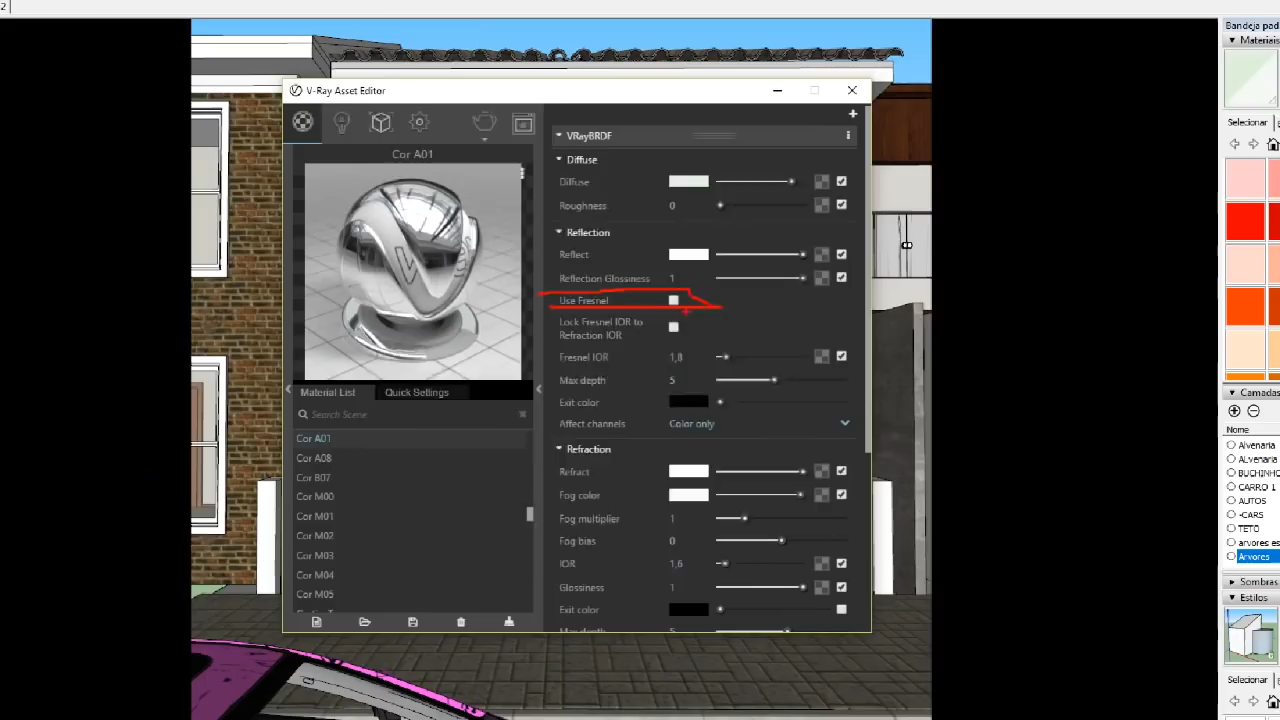 2
V-Ray Asset Editor
Cor A01
Material List
Quick Settings
Search Scene
Cor A01
Cor A08
Cor B07
Cor M00
Cor M01
Cor M02
Cor M03
Cor M04
Cor M05
VRayBRDF
Diffuse
Diffuse
Roughness 0
Reflection
Reflect
Reflection Glossiness 1
Use Fresnel
Lock Fresnel IOR to
Refraction IOR
Fresnel IOR 1,8
Max depth 5
Exit color
Affect channels Color only
Refraction
Refract
Fog color
Fog multiplier 1
Fog bias 0
IOR 1,6
Glossiness 1
Exit color
Max depth 5
Bandeja pad
Materiais
Selecionar
Camadas
Nome
Alvenaria
Alvenaria
BUCHINHO
CARRO 1
AUTOS
-CARS
TETO
arvores es
Arvores
Sombras
Estilos
Selecionar